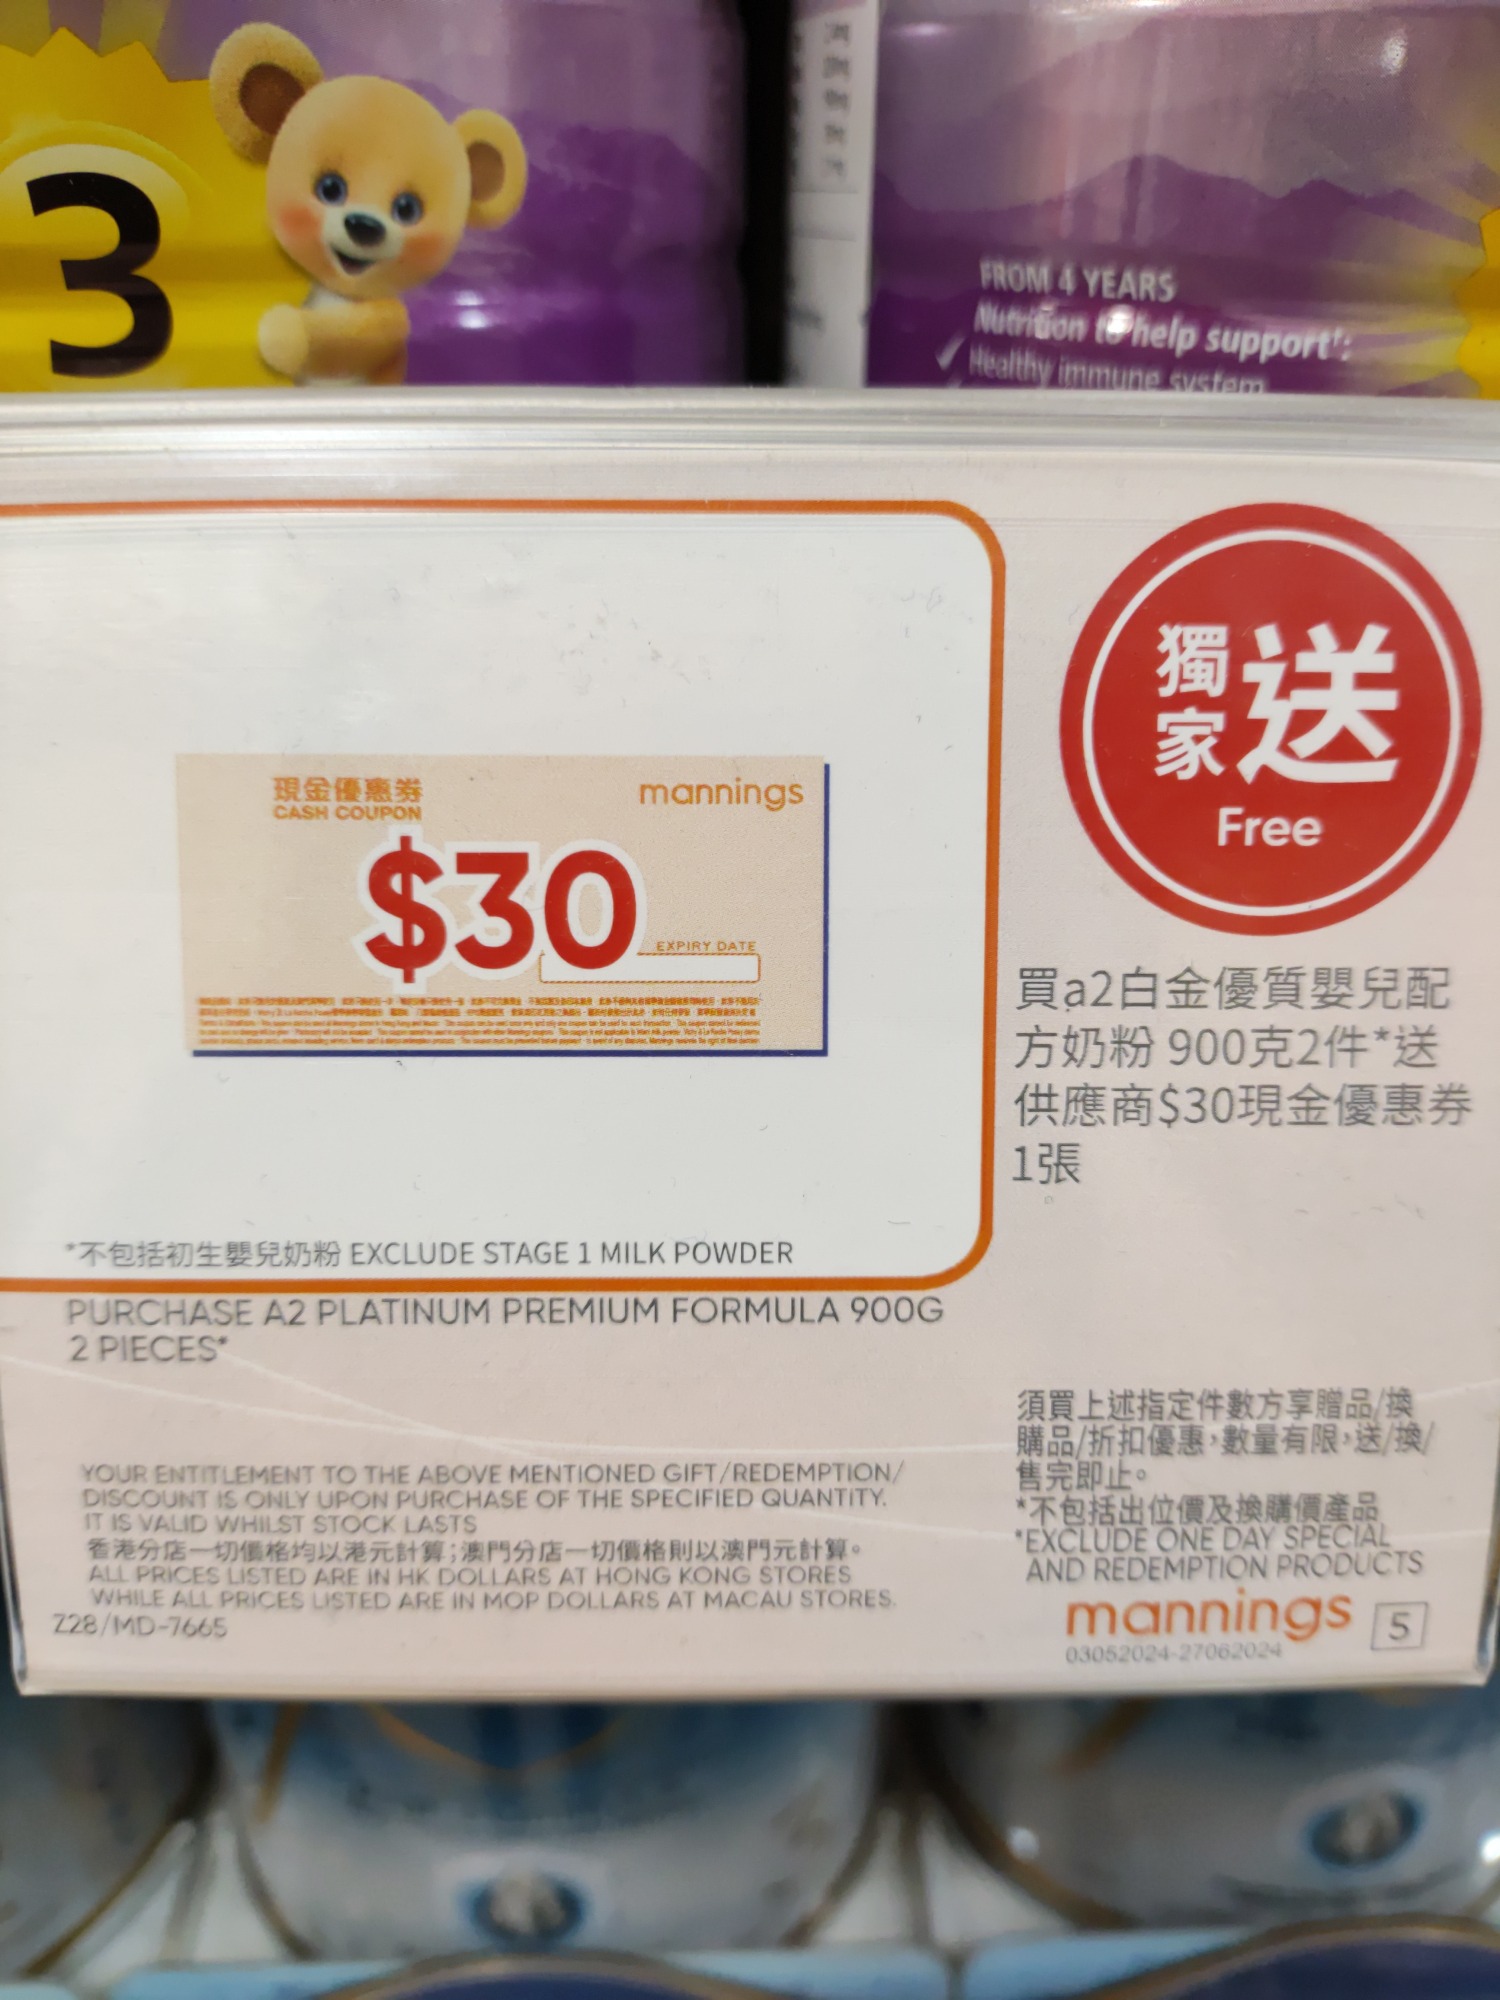 3
FROM 4 YEARS
Nutrition to help support†:
✓ Healthy immune system
獨家送
Free
現金優惠券
CASH COUPON
mannings
$30
EXPIRY DATE
買a2白金優質嬰兒配
方奶粉 900克2件*送
供應商$30現金優惠券
1張
*不包括初生嬰兒奶粉 EXCLUDE STAGE 1 MILK POWDER
PURCHASE A2 PLATINUM PREMIUM FORMULA 900G
2 PIECES*
YOUR ENTITLEMENT TO THE ABOVE MENTIONED GIFT/REDEMPTION/
DISCOUNT IS ONLY UPON PURCHASE OF THE SPECIFIED QUANTITY.
IT IS VALID WHILST STOCK LASTS
香港分店一切價格均以港元計算;澳門分店一切價格則以澳門元計算。
ALL PRICES LISTED ARE IN HK DOLLARS AT HONG KONG STORES
WHILE ALL PRICES LISTED ARE IN MOP DOLLARS AT MACAU STORES.
Z28/MD-7665
須買上述指定件數方享贈品/換
購品/折扣優惠,數量有限,送/換/
售完即止。
*不包括出位價及換購價產品
*EXCLUDE ONE DAY SPECIAL
AND REDEMPTION PRODUCTS
mannings 5
03052024-27062024